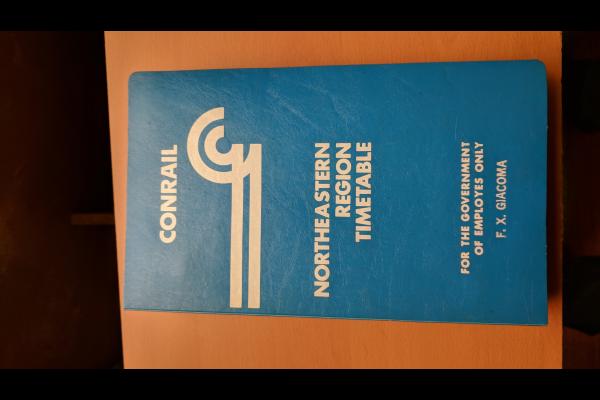 CONRAIL
NORTHEASTERN
REGION
TIMETABLE
FOR THE GOVERNMENT
OF EMPLOYES ONLY
F. X. GIACOMA